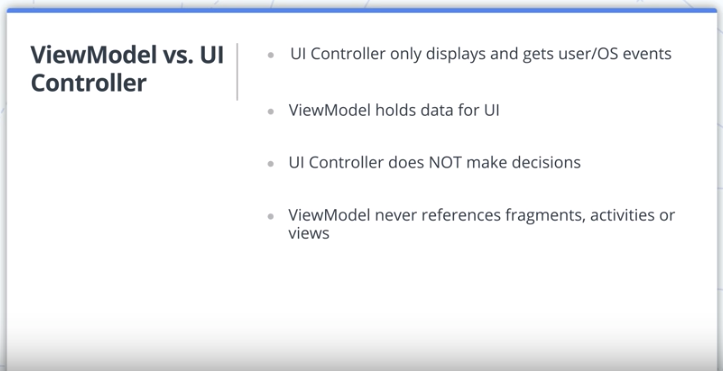 ViewModel vs. UI
Controller
UI Controller only displays and gets user/OS events
ViewModel holds data for UI
UI Controller does NOT make decisions
ViewModel never references fragments, activities or
views